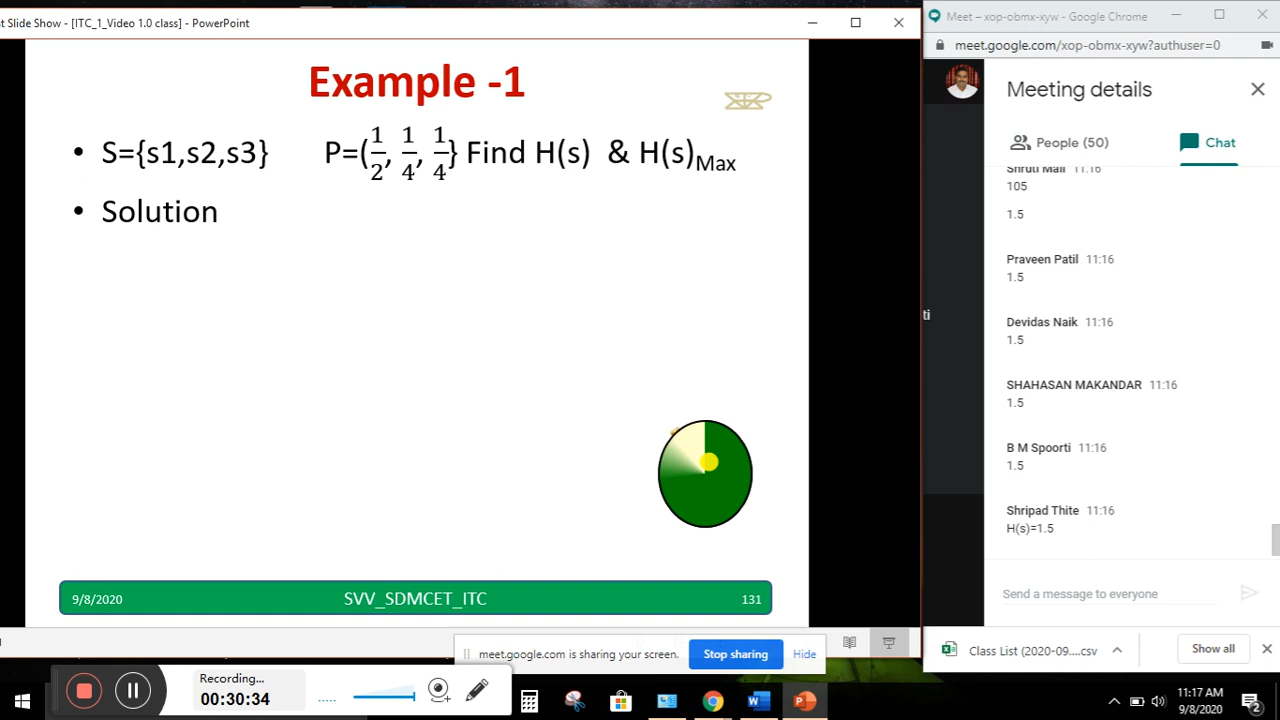 t Slide Show - [ITC_1_Video 1.0 class] - PowerPoint
Example -1
• S={s1,s2,s3} P=(1/2, 1/4, 1/4} Find H(s) & H(s)Max
• Solution
9/8/2020 SVV_SDMCET_ITC 131
meet.google.com is sharing your screen. Stop sharing Hide
Recording...
00:30:34
Meet – xop-obmx-xyw - Google Chrome
meet.google.com/xop-obmx-xyw?authuser=0
Meeting details
People (50) Chat
ti
Shruti Mali 11:16
105
1.5
Praveen Patil 11:16
1.5
Devidas Naik 11:16
1.5
SHAHASAN MAKANDAR 11:16
1.5
B M Spoorti 11:16
1.5
Shripad Thite 11:16
H(s)=1.5
Send a message to everyone
Class List (2020-09....csv Show all
11:17 AM
9/8/2020
2